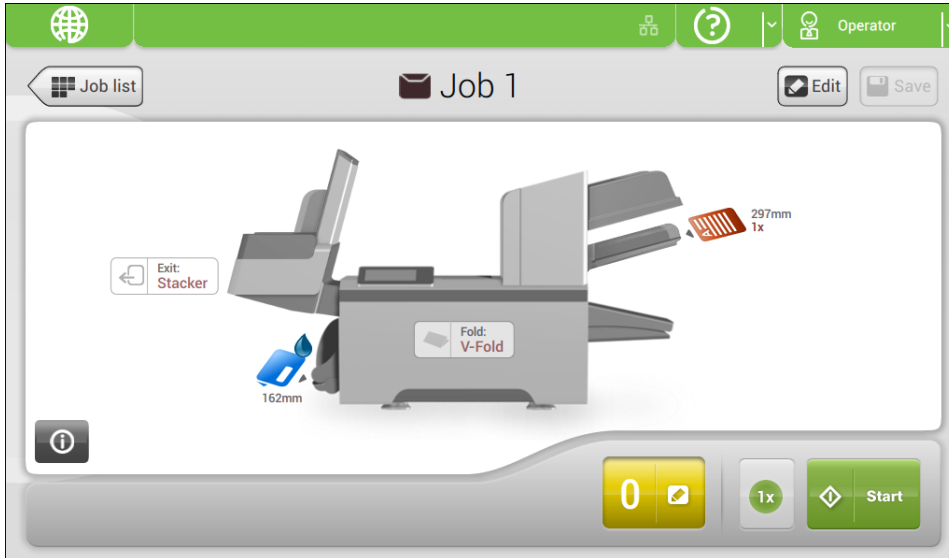 Operator
Job list
Job 1
Edit
Save
297mm
1x
Exit:
Stacker
Fold:
V-Fold
162mm
0
1x
Start